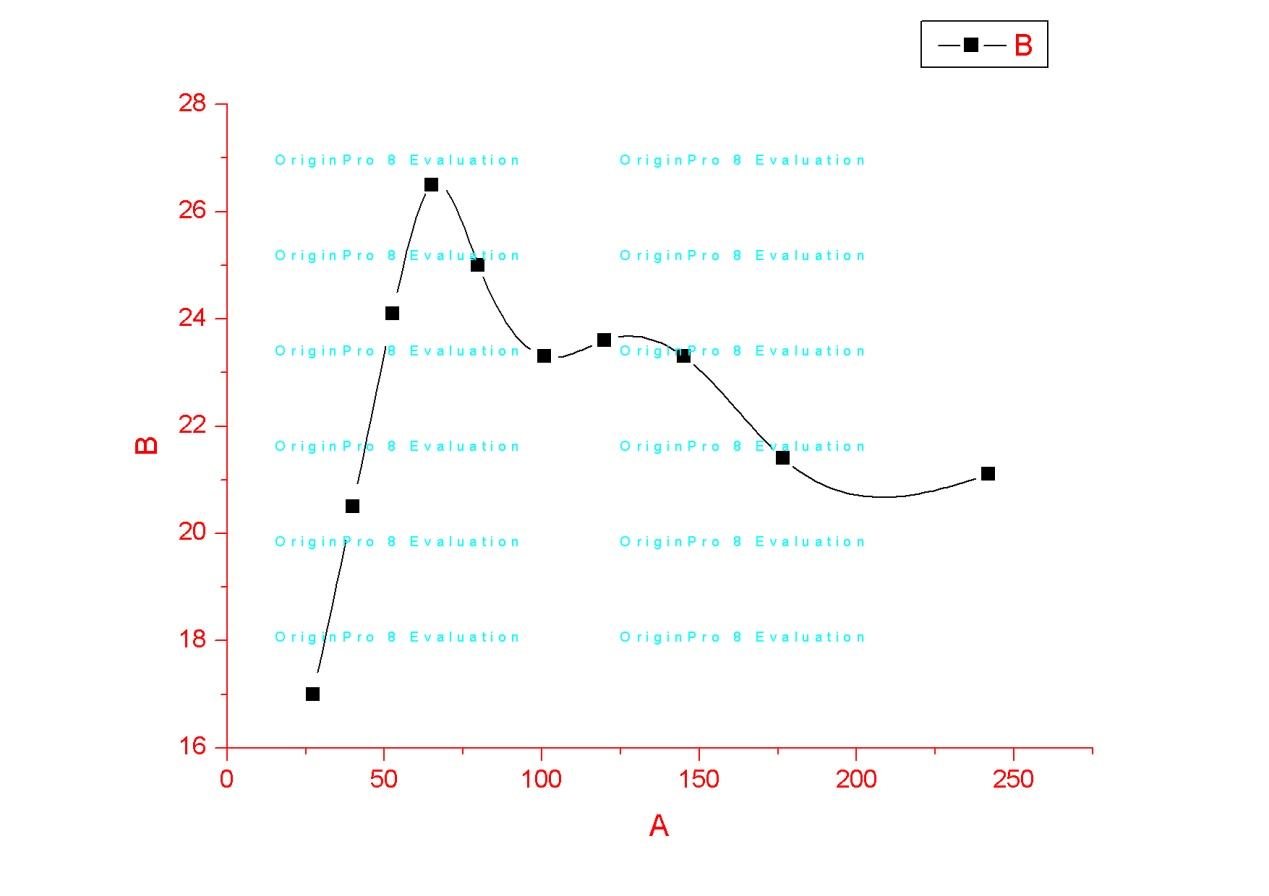 B
28
OriginPro 8 Evaluation OriginPro 8 Evaluation
26
OriginPro 8 Evaluation OriginPro 8 Evaluation
24
OriginPro 8 Evaluation OriginPro 8 Evaluation
22
B
OriginPro 8 Evaluation OriginPro 8 Evaluation
20
OriginPro 8 Evaluation OriginPro 8 Evaluation
18
OriginPro 8 Evaluation OriginPro 8 Evaluation
16
0 50 100 150 200 250
A